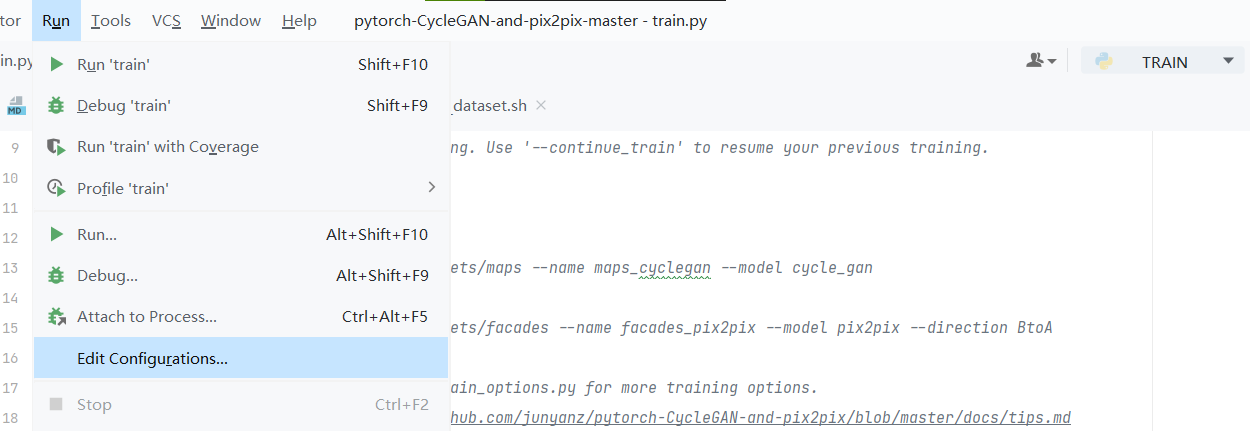 tor Run Tools VCS Window Help pytorch-CycleGAN-and-pix2pix-master - train.py
in.py TRAIN
Run 'train' Shift+F10
Debug 'train' Shift+F9
MD _dataset.sh ×
Run 'train' with Coverage
9 ng. Use '--continue_train' to resume your previous training.
Profile 'train'
10
11
Run... Alt+Shift+F10
12
Debug... Alt+Shift+F9
13 ets/maps --name maps_cyclegan --model cycle_gan
14
Attach to Process... Ctrl+Alt+F5
15 ets/facades --name facades_pix2pix --model pix2pix --direction BtoA
Edit Configurations...
16
17 ain_options.py for more training options.
Stop Ctrl+F2
18 hub.com/junyanz/pytorch-CycleGAN-and-pix2pix/blob/master/docs/tips.md